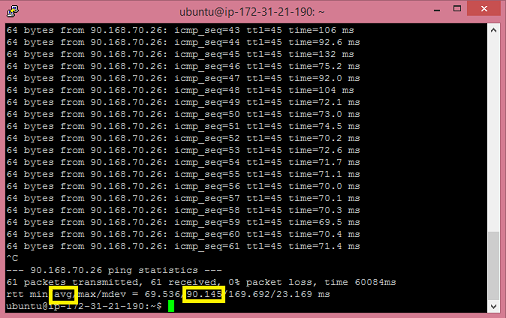 ubuntu@ip-172-31-21-190: ~
64 bytes from 90.168.70.26: icmp_seq=43 ttl=45 time=106 ms
64 bytes from 90.168.70.26: icmp_seq=44 ttl=45 time=92.6 ms
64 bytes from 90.168.70.26: icmp_seq=45 ttl=45 time=132 ms
64 bytes from 90.168.70.26: icmp_seq=46 ttl=45 time=75.2 ms
64 bytes from 90.168.70.26: icmp_seq=47 ttl=45 time=92.0 ms
64 bytes from 90.168.70.26: icmp_seq=48 ttl=45 time=104 ms
64 bytes from 90.168.70.26: icmp_seq=49 ttl=45 time=72.1 ms
64 bytes from 90.168.70.26: icmp_seq=50 ttl=45 time=73.0 ms
64 bytes from 90.168.70.26: icmp_seq=51 ttl=45 time=74.5 ms
64 bytes from 90.168.70.26: icmp_seq=52 ttl=45 time=70.2 ms
64 bytes from 90.168.70.26: icmp_seq=53 ttl=45 time=72.6 ms
64 bytes from 90.168.70.26: icmp_seq=54 ttl=45 time=71.7 ms
64 bytes from 90.168.70.26: icmp_seq=55 ttl=45 time=71.1 ms
64 bytes from 90.168.70.26: icmp_seq=56 ttl=45 time=70.0 ms
64 bytes from 90.168.70.26: icmp_seq=57 ttl=45 time=70.1 ms
64 bytes from 90.168.70.26: icmp_seq=58 ttl=45 time=70.3 ms
64 bytes from 90.168.70.26: icmp_seq=59 ttl=45 time=69.5 ms
64 bytes from 90.168.70.26: icmp_seq=60 ttl=45 time=70.4 ms
64 bytes from 90.168.70.26: icmp_seq=61 ttl=45 time=71.4 ms
^C
--- 90.168.70.26 ping statistics ---
61 packets transmitted, 61 received, 0% packet loss, time 60084ms
rtt min/avg/max/mdev = 69.536/90.145/169.692/23.169 ms
ubuntu@ip-172-31-21-190:~$